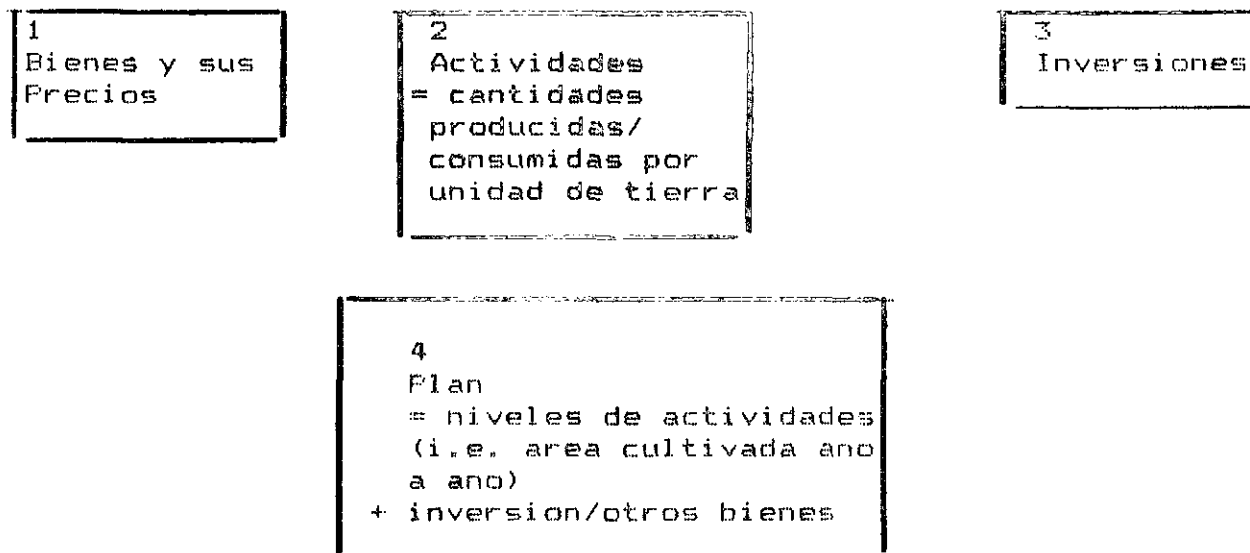 1
Bienes y sus
Precios
2
Actividades
= cantidades
producidas/
consumidas por
unidad de tierra
3
Inversiones
4
Plan
= niveles de actividades
(i.e. area cultivada ano
a ano)
+ inversion/otros bienes